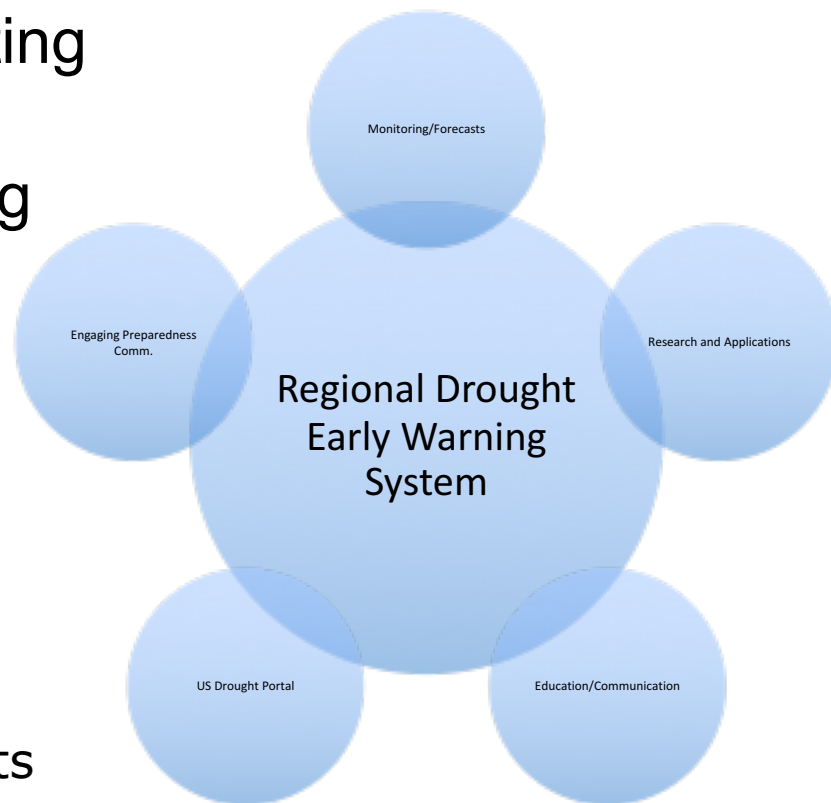 ting
g
Monitoring/Forecasts
Engaging Preparedness
Comm.
Research and Applications
Regional Drought
Early Warning
System
US Drought Portal
Education/Communication
ts